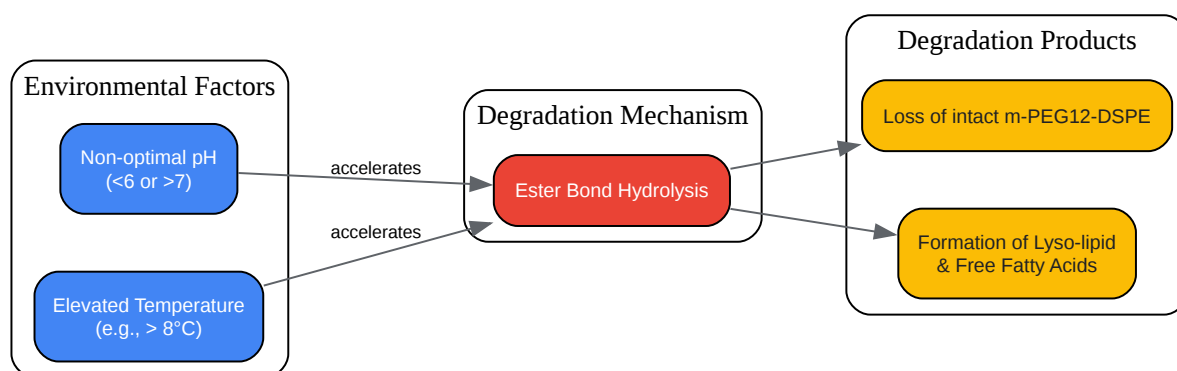 Environmental Factors
Non-optimal pH
(<6 or >7)
Elevated Temperature
(e.g., > 8°C)
accelerates
accelerates
Degradation Mechanism
Ester Bond Hydrolysis
Degradation Products
Loss of intact m-PEG12-DSPE
Formation of Lyso-lipid
& Free Fatty Acids